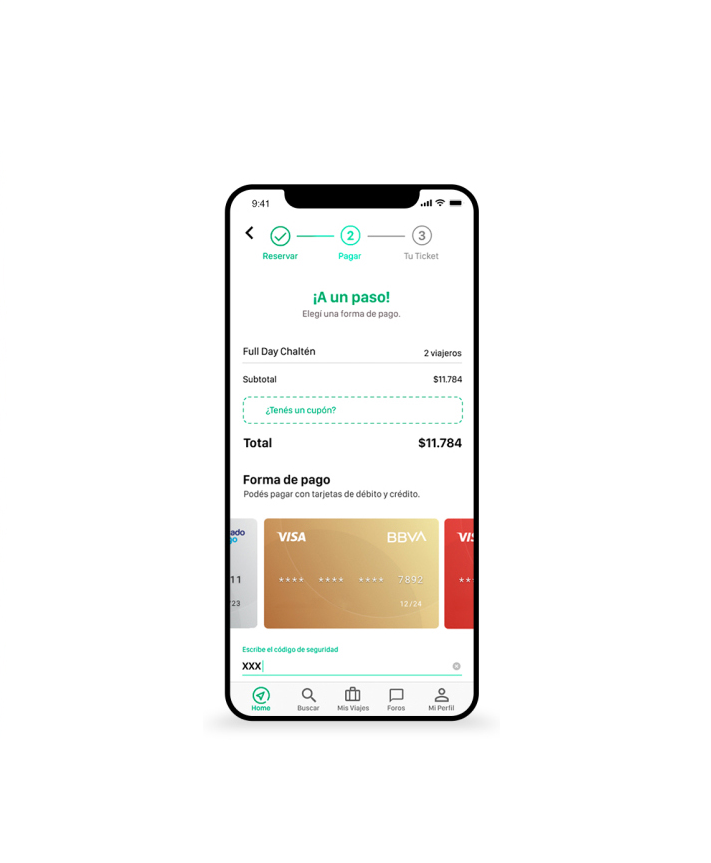 9:41
2 3
Reservar Pagar Tu Ticket
¡A un paso!
Elegí una forma de pago.
Full Day Chaltén 2 viajeros
Subtotal $11.784
¿Tenés un cupón?
Total $11.784
Forma de pago
Podés pagar con tarjetas de débito y crédito.
ado
go
VISA BBVA VIS
11 **** **** **** 7892 **
23 12/24
Escribe el código de seguridad
XXX
Home Buscar Mis Viajes Foros Mi Perfil